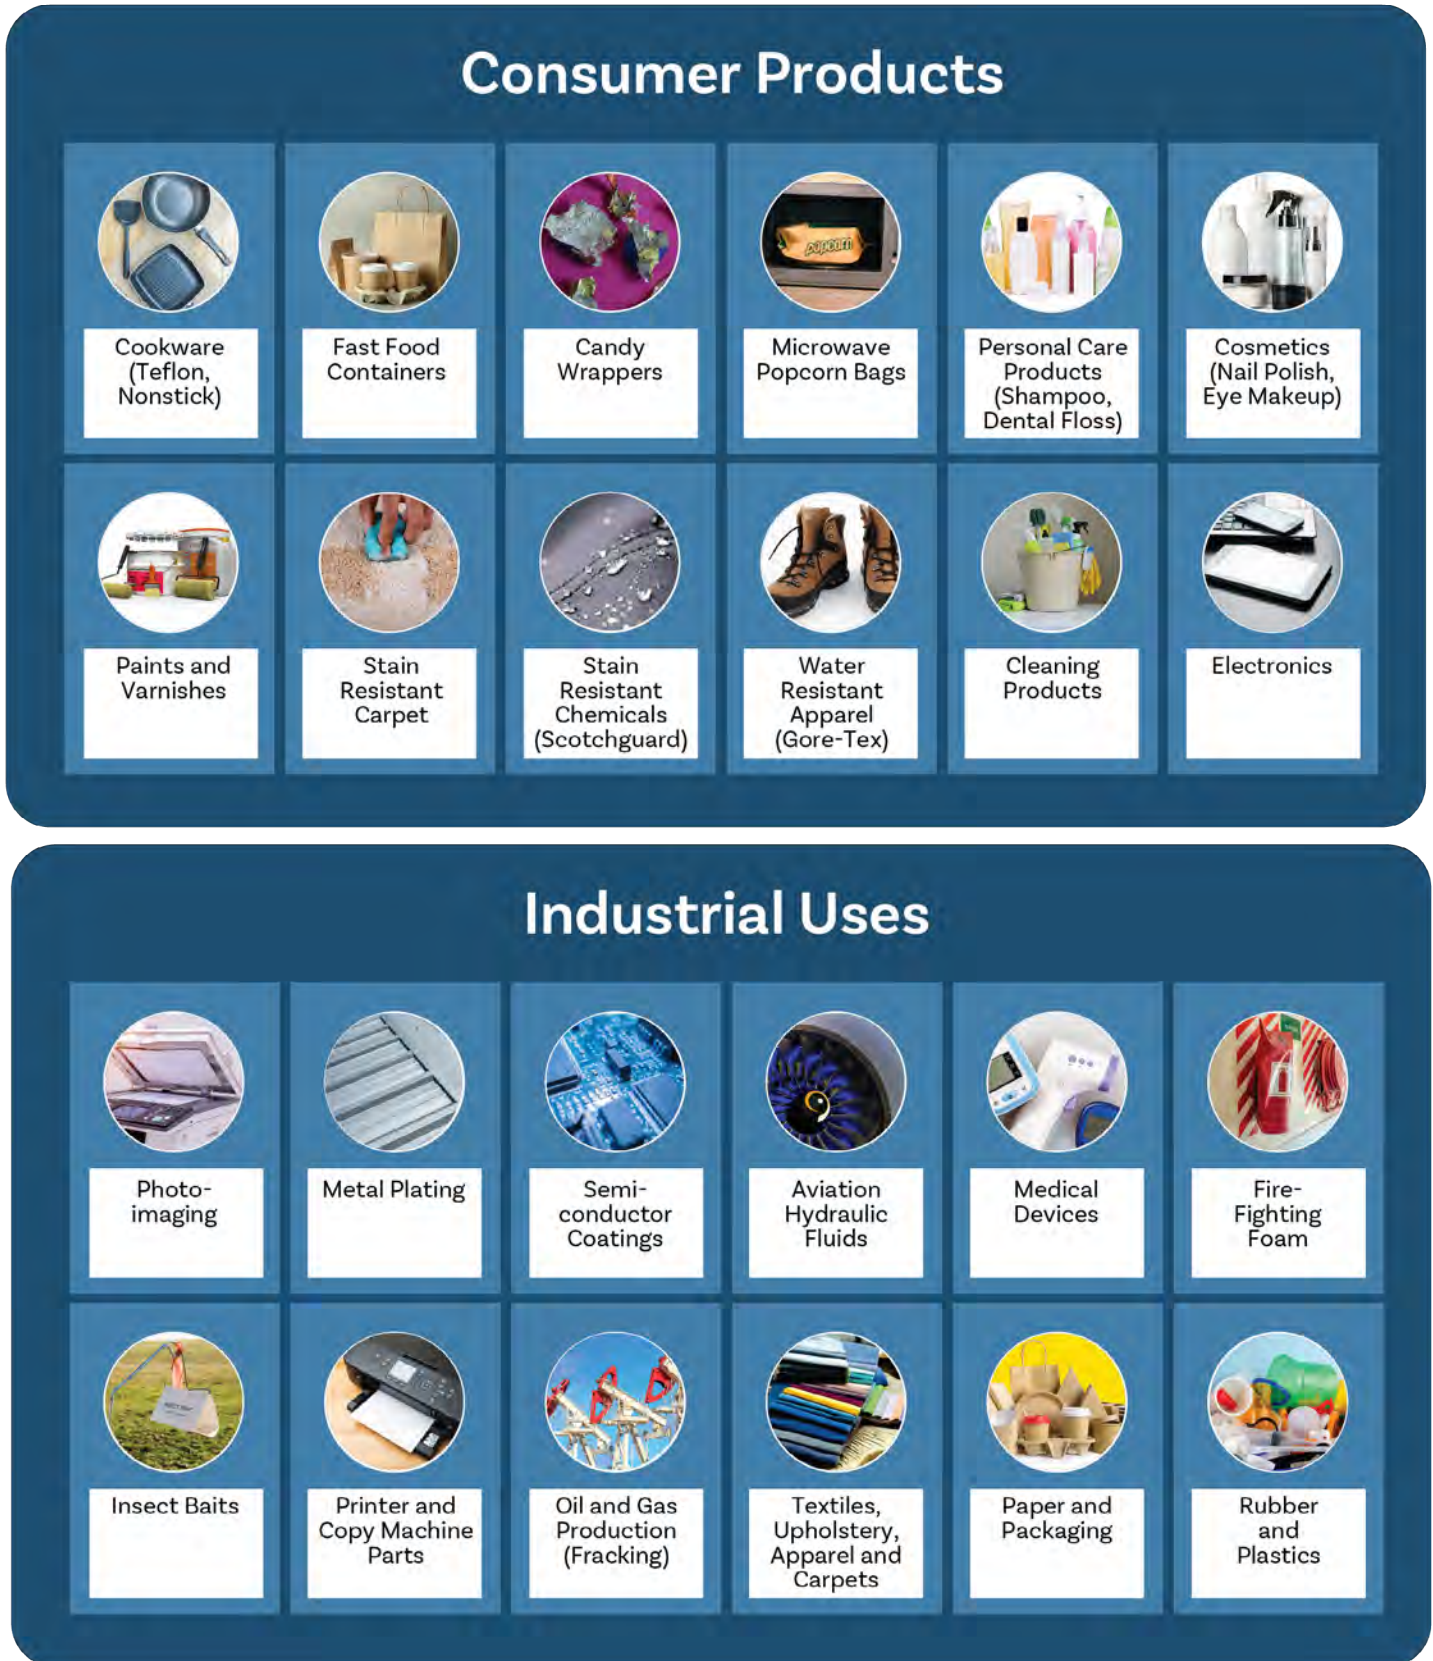 Consumer Products
Cookware
(Teflon,
Nonstick)
Fast Food
Containers
Candy
Wrappers
popcorn
Microwave
Popcorn Bags
Personal Care
Products
(Shampoo,
Dental Floss)
Cosmetics
(Nail Polish,
Eye Makeup)
Paints and
Varnishes
Stain
Resistant
Carpet
Stain
Resistant
Chemicals
(Scotchguard)
Water
Resistant
Apparel
(Gore-Tex)
Cleaning
Products
Electronics
Industrial Uses
Photo-
imaging
Metal Plating
Semi-
conductor
Coatings
Aviation
Hydraulic
Fluids
Medical
Devices
Fire-
Fighting
Foam
Insect Baits
Printer and
Copy Machine
Parts
Oil and Gas
Production
(Fracking)
Textiles,
Upholstery,
Apparel and
Carpets
Paper and
Packaging
Rubber
and
Plastics